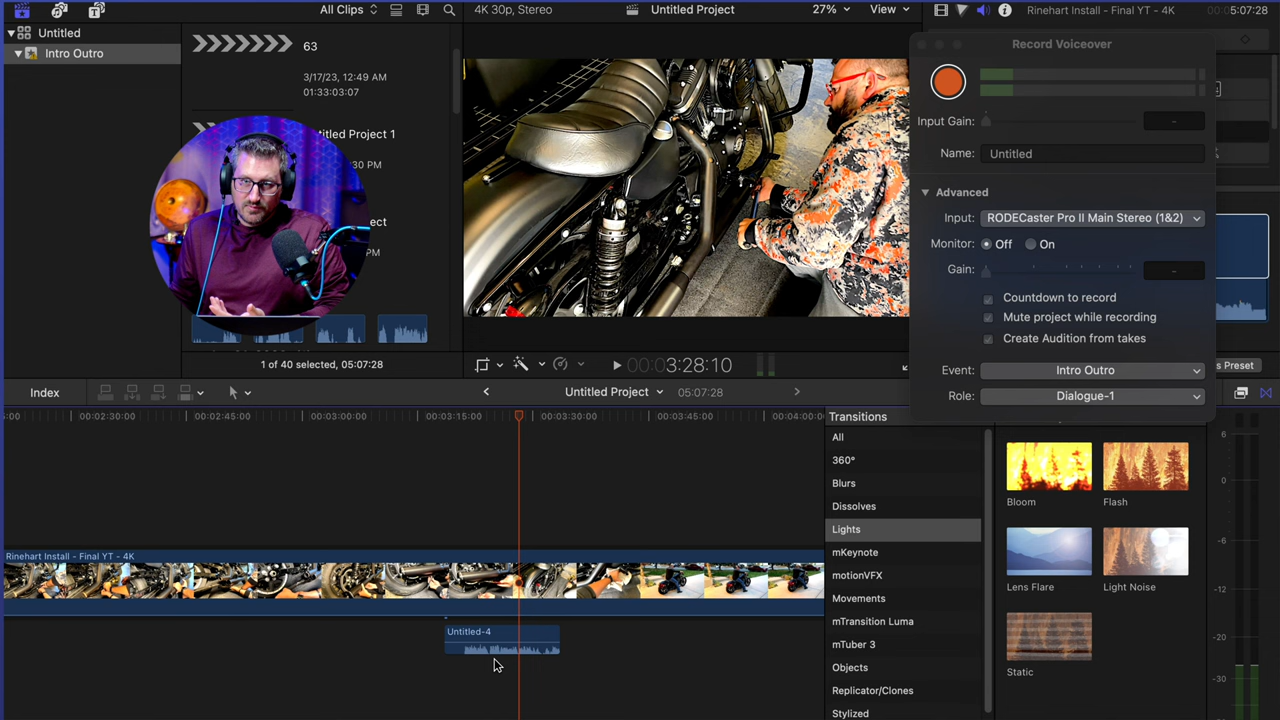 All Clips
4K 30p, Stereo
Untitled Project
27%
View
Rinehart Install - Final YT - 4K
5:07:28
Untitled
Intro Outro
63
3/17/23, 12:49 AM
01:33:03:07
titled Project 1
30 PM
ect
PM
1 of 40 selected, 05:07:28
3:28:10
Record Voiceover
Input Gain:
-
Name:
Untitled
Advanced
Input:
RODECaster Pro II Main Stereo (1&2)
Monitor:
Off
On
Gain:
-
Countdown to record
Mute project while recording
Create Audition from takes
Event:
Intro Outro
Role:
Dialogue-1
s Preset
Index
Untitled Project
05:07:28
:00
00:02:30:00
00:02:45:00
00:03:00:00
00:03:15:00
00:03:30:00
00:03:45:00
00:04:00:00
Rinehart Install - Final YT - 4K
Untitled-4
Transitions
All
360°
Blurs
Dissolves
Lights
mKeynote
motionVFX
Movements
mTransition Luma
mTuber 3
Objects
Replicator/Clones
Stylized
Bloom
Flash
Lens Flare
Light Noise
Static
6
0
-6
-12
-20
-30